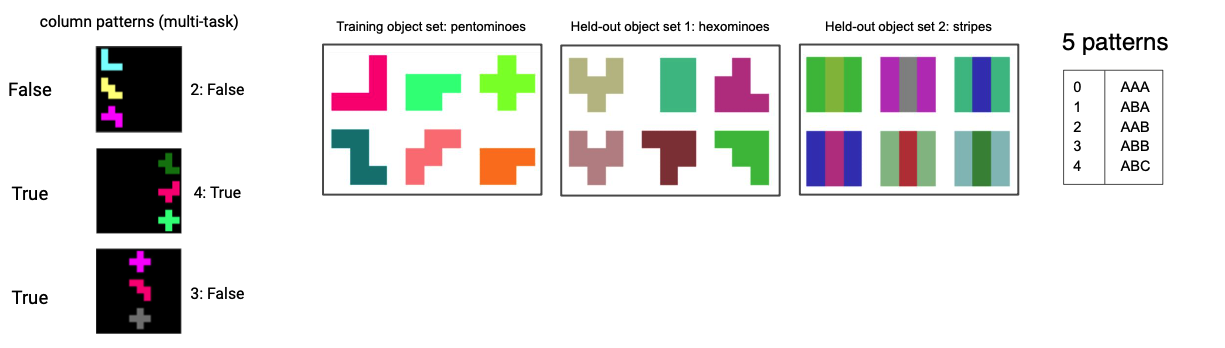 column patterns (multi-task)
False
2: False
True
4: True
True
3: False
Training object set: pentominoes
Held-out object set 1: hexominoes
Held-out object set 2: stripes
5 patterns
0 AAA
1 ABA
2 AAB
3 ABB
4 ABC